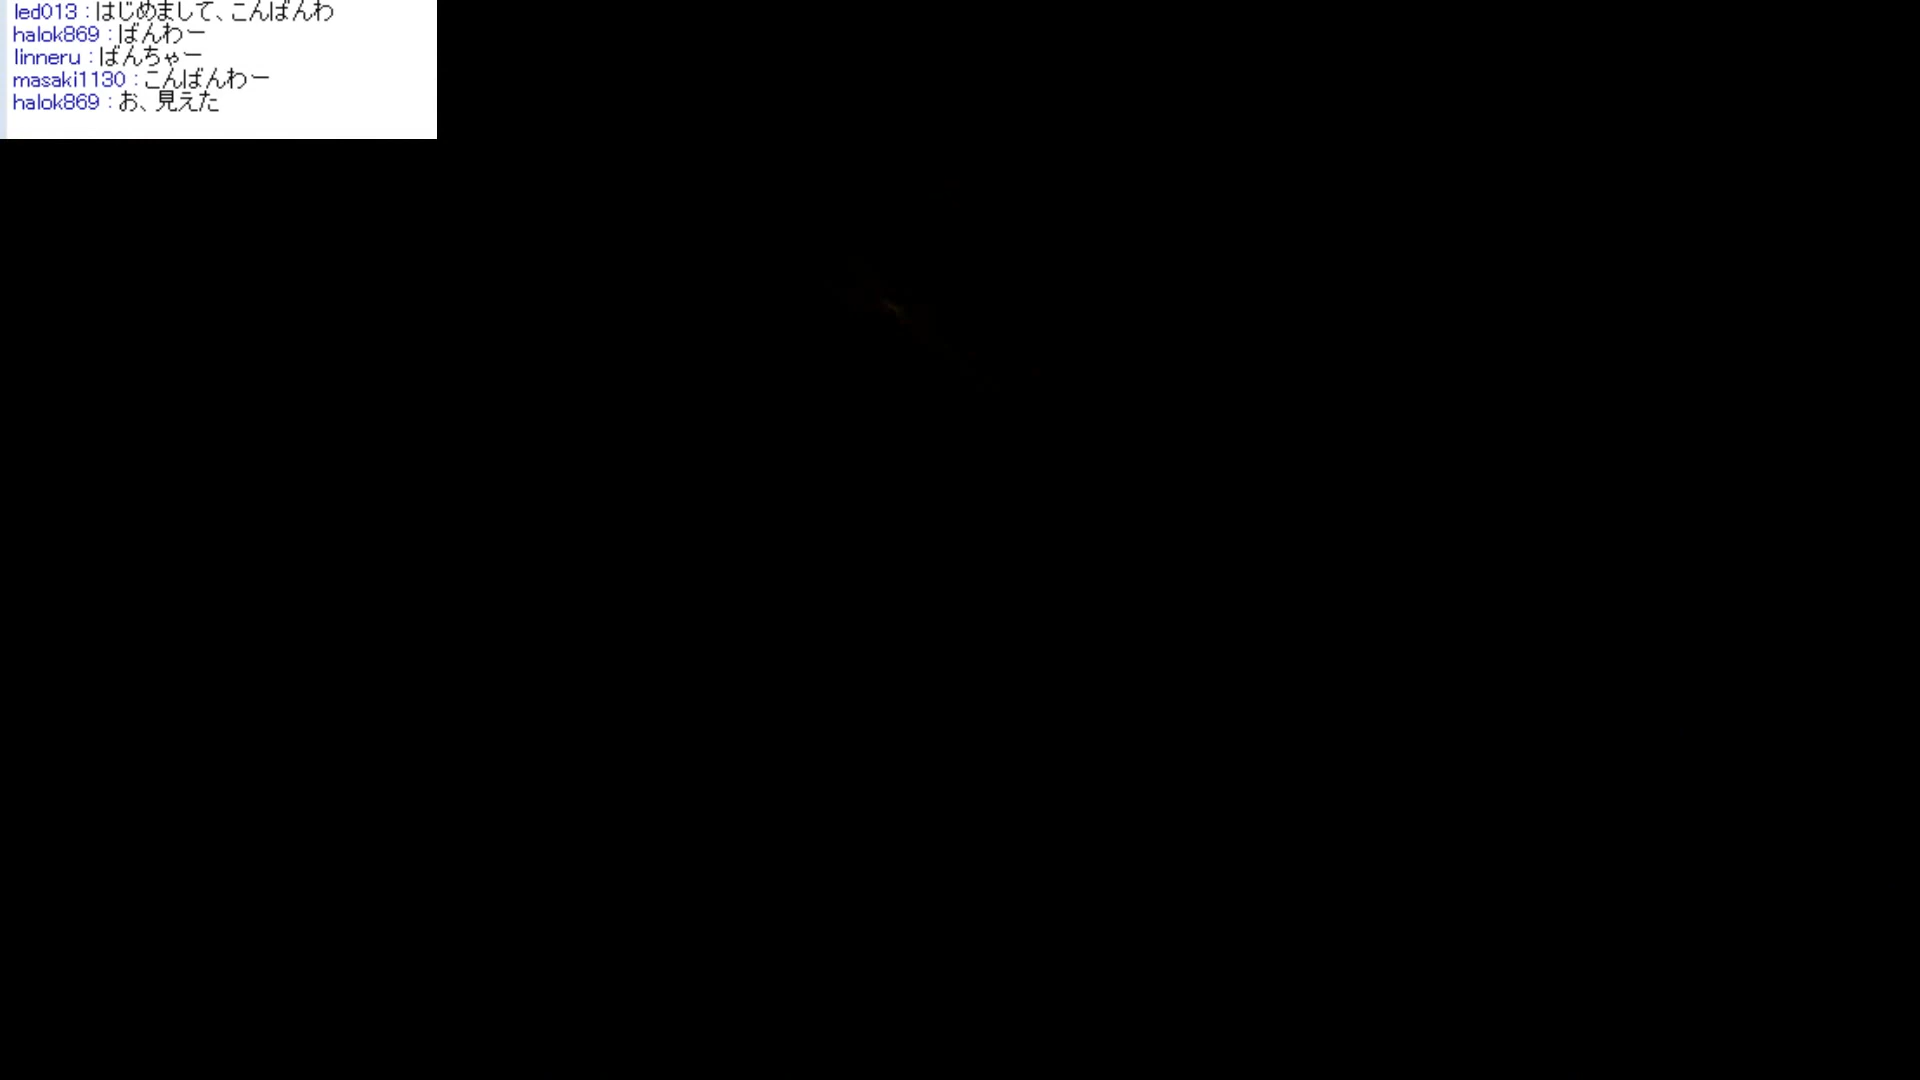 led013 : はじめまして、こんばんわ
halok869 : ばんわー
linneru : ばんちゃー
masaki1130 : こんばんわー
halok869 : お、見えた